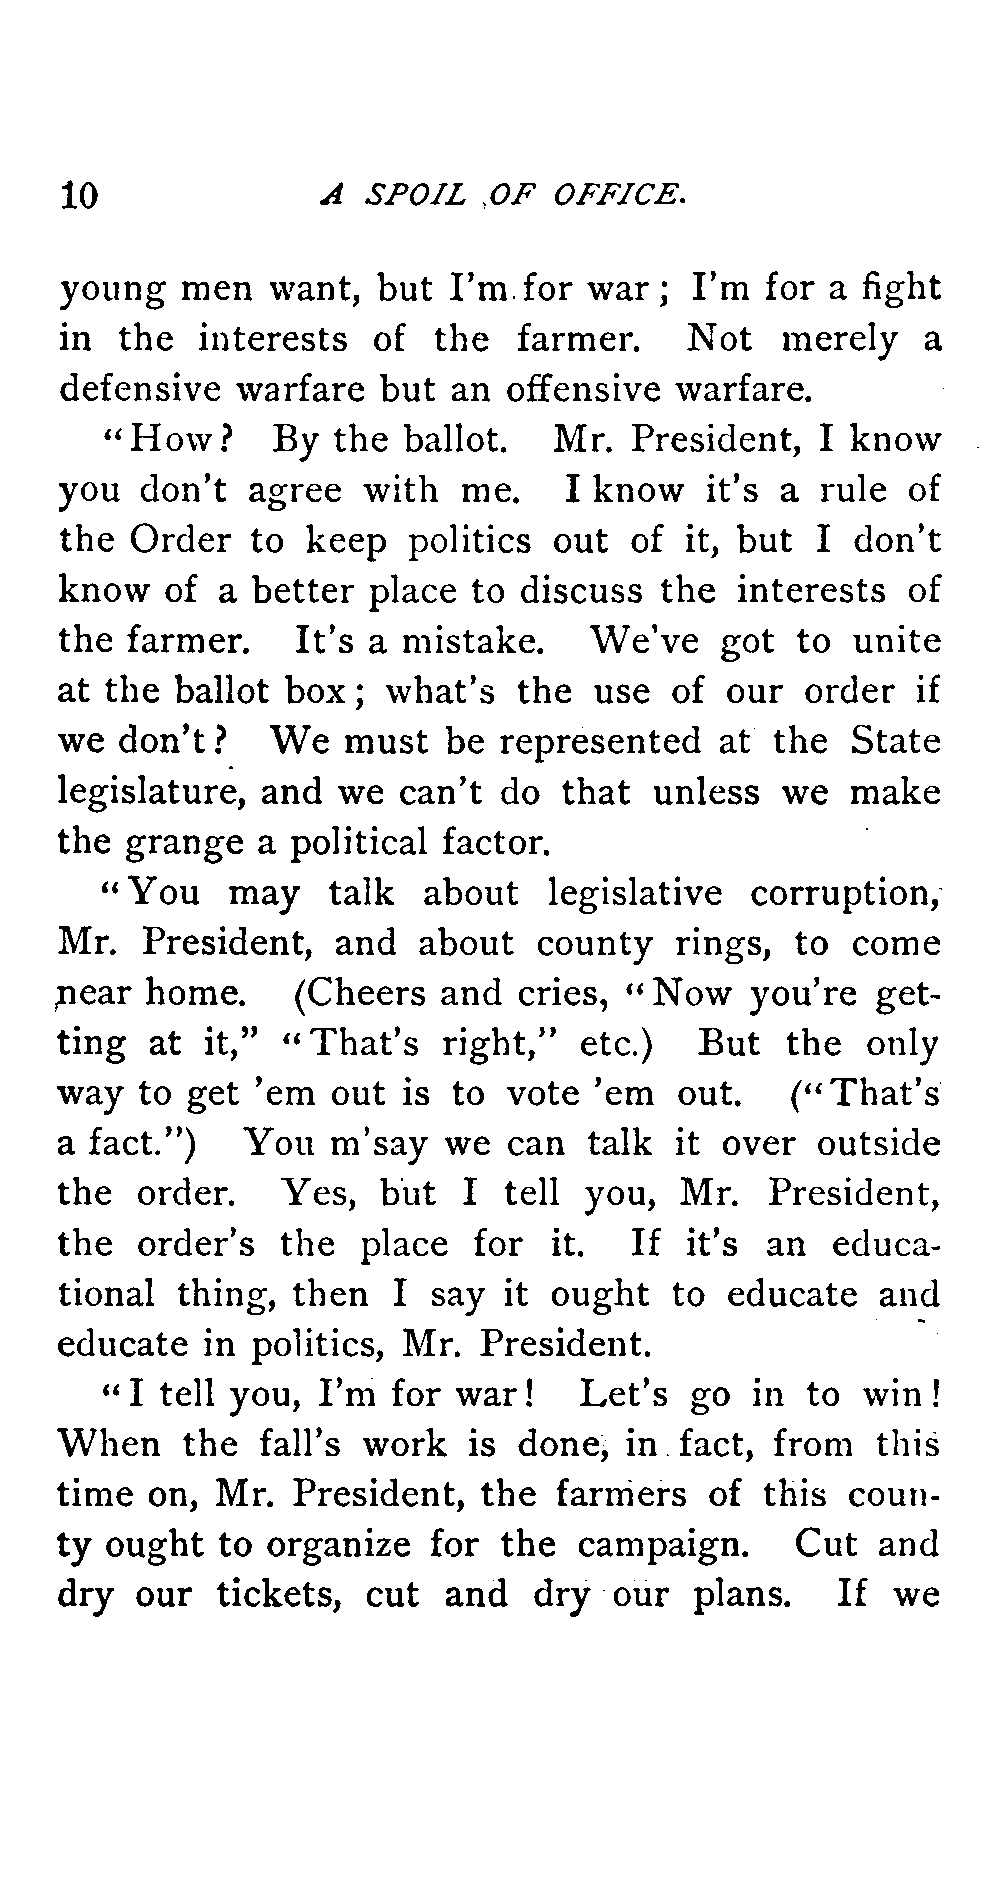 10 A SPOIL OF OFFICE.
young men want, but I'm for war; I'm for a fight
in the interests of the farmer. Not merely a
defensive warfare but an offensive warfare.
"How? By the ballot. Mr. President, I know
you don't agree with me. I know it's a rule of
the Order to keep politics out of it, but I don't
know of a better place to discuss the interests of
the farmer. It's a mistake. We've got to unite
at the ballot box; what's the use of our order if
we don't? We must be represented at the State
legislature, and we can't do that unless we make
the grange a political factor.
"You may talk about legislative corruption,
Mr. President, and about county rings, to come
near home. (Cheers and cries, "Now you're get-
ting at it," "That's right," etc.) But the only
way to get 'em out is to vote 'em out. ("That's
a fact.") You m'say we can talk it over outside
the order. Yes, but I tell you, Mr. President,
the order's the place for it. If it's an educa-
tional thing, then I say it ought to educate and
educate in politics, Mr. President.
"I tell you, I'm for war! Let's go in to win!
When the fall's work is done, in fact, from this
time on, Mr. President, the farmers of this coun-
ty ought to organize for the campaign. Cut and
dry our tickets, cut and dry our plans. If we